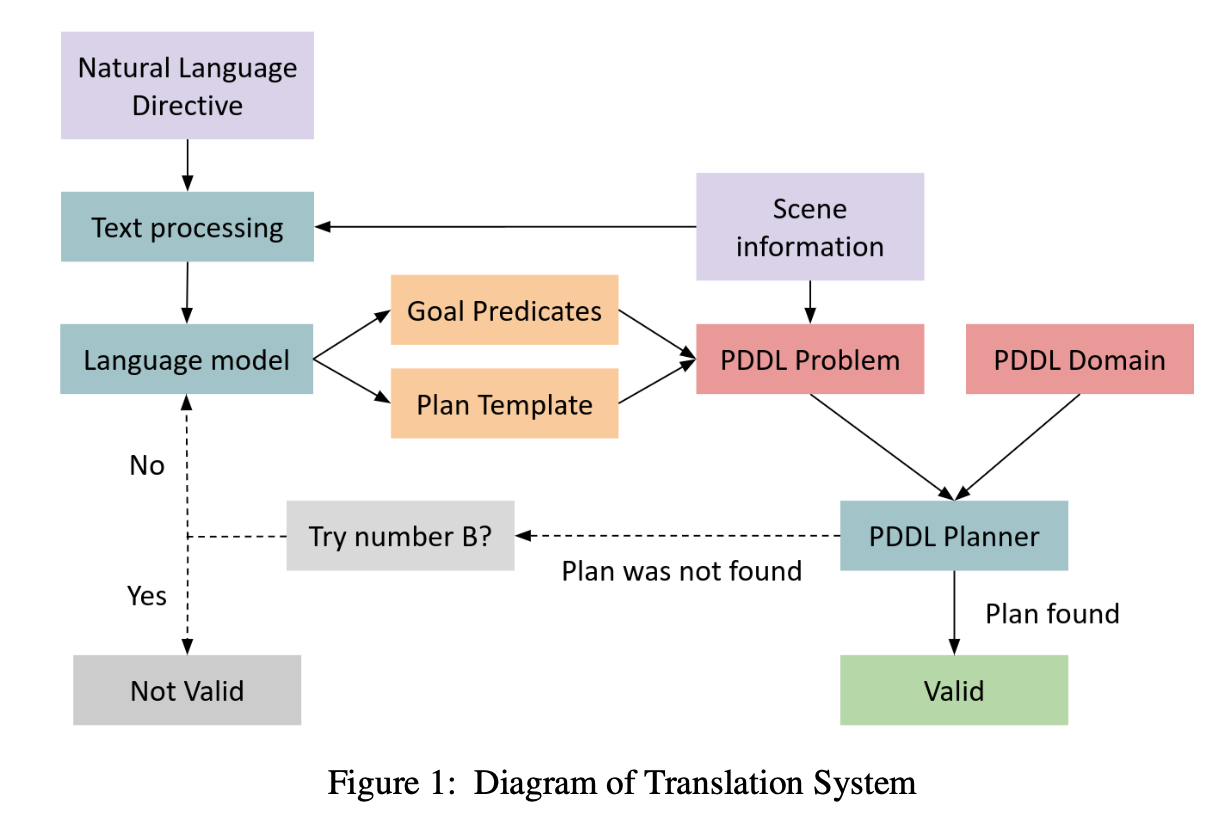 Natural Language
Directive
Text processing
Scene
information
Goal Predicates
Language model
PDDL Problem
PDDL Domain
Plan Template
No
Try number B?
PDDL Planner
Plan was not found
Yes
Plan found
Not Valid
Valid
Figure 1: Diagram of Translation System